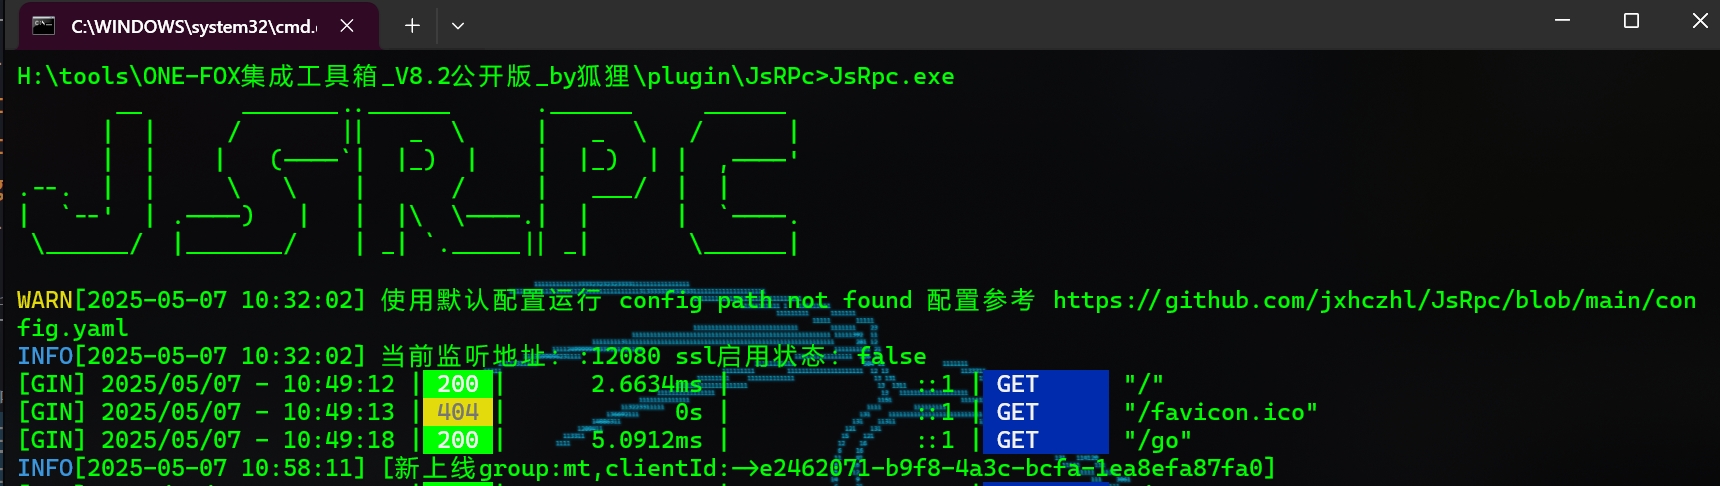 C:\WINDOWS\system32\cmd.
H:\tools\ONE-FOX集成工具箱_V8.2公开版_by狐狸\plugin\JsRPc>JsRpc.exe
JSRPC
WARN[2025-05-07 10:32:02] 使用默认配置运行 config path not found 配置参考 https://github.com/jxhczhl/JsRpc/blob/main/con
fig.yaml
INFO[2025-05-07 10:32:02] 当前监听地址: :12080 ssl启用状态: false
[GIN] 2025/05/07 - 10:49:12 | 200 | 2.6634ms | ::1 | GET "/"
[GIN] 2025/05/07 - 10:49:13 | 404 | 0s | ::1 | GET "/favicon.ico"
[GIN] 2025/05/07 - 10:49:18 | 200 | 5.0912ms | ::1 | GET "/go"
INFO[2025-05-07 10:58:11] [新上线group:mt,clientId:->e2462071-b9f8-4a3c-bcfa-1ea8efa87fa0]